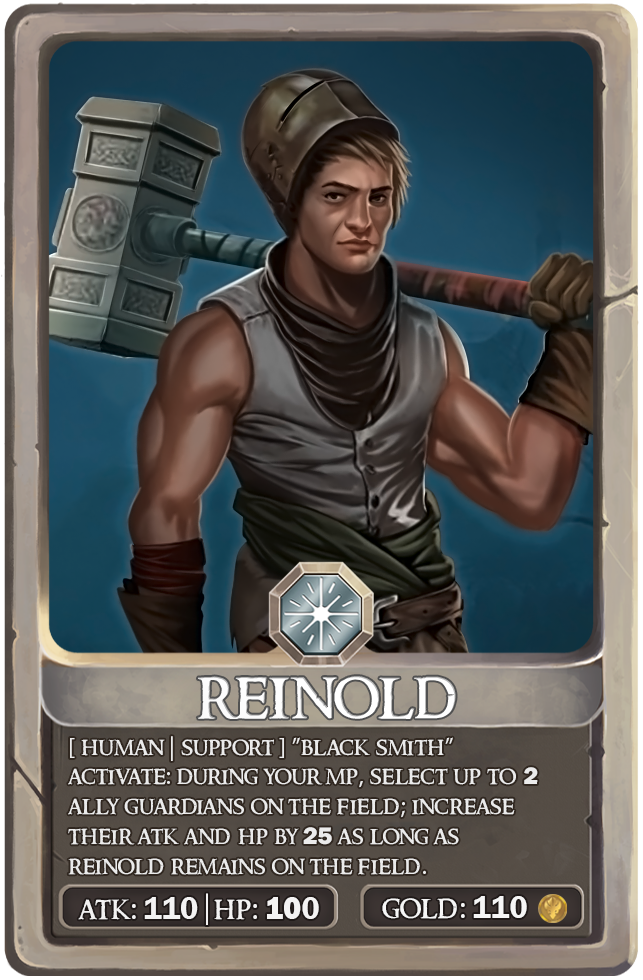 REINOLD
[ HUMAN | SUPPORT ] "BLACK SMITH"
ACTIVATE: DURING YOUR MP, SELECT UP TO 2
ALLY GUARDIANS ON THE FIELD; INCREASE
THEIR ATK AND HP BY 25 AS LONG AS
REINOLD REMAINS ON THE FIELD.
ATK: 110 | HP: 100 GOLD: 110